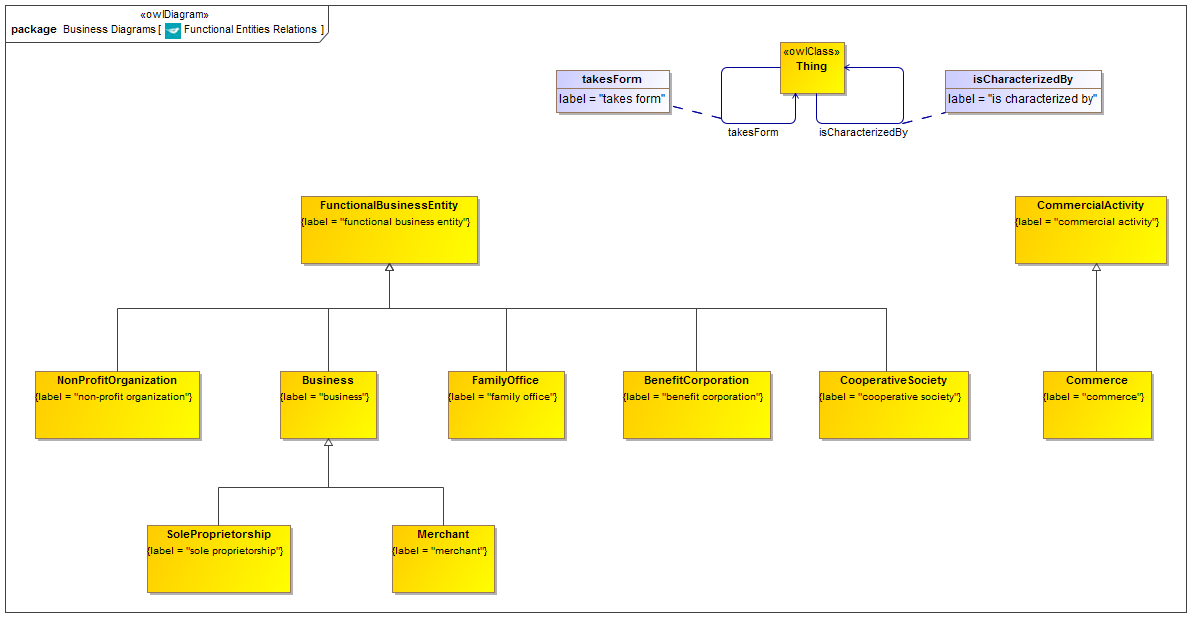 «owlDiagram»
package Business Diagrams [ Functional Entities Relations ]
«owlClass»
Thing
takesForm
label = "takes form"
isCharacterizedBy
label = "is characterized by"
takesForm
isCharacterizedBy
FunctionalBusinessEntity
{label = "functional business entity"}
CommercialActivity
{label = "commercial activity"}
NonProfitOrganization
{label = "non-profit organization"}
Business
{label = "business"}
FamilyOffice
{label = "family office"}
BenefitCorporation
{label = "benefit corporation"}
CooperativeSociety
{label = "cooperative society"}
Commerce
{label = "commerce"}
SoleProprietorship
{label = "sole proprietorship"}
Merchant
{label = "merchant"}